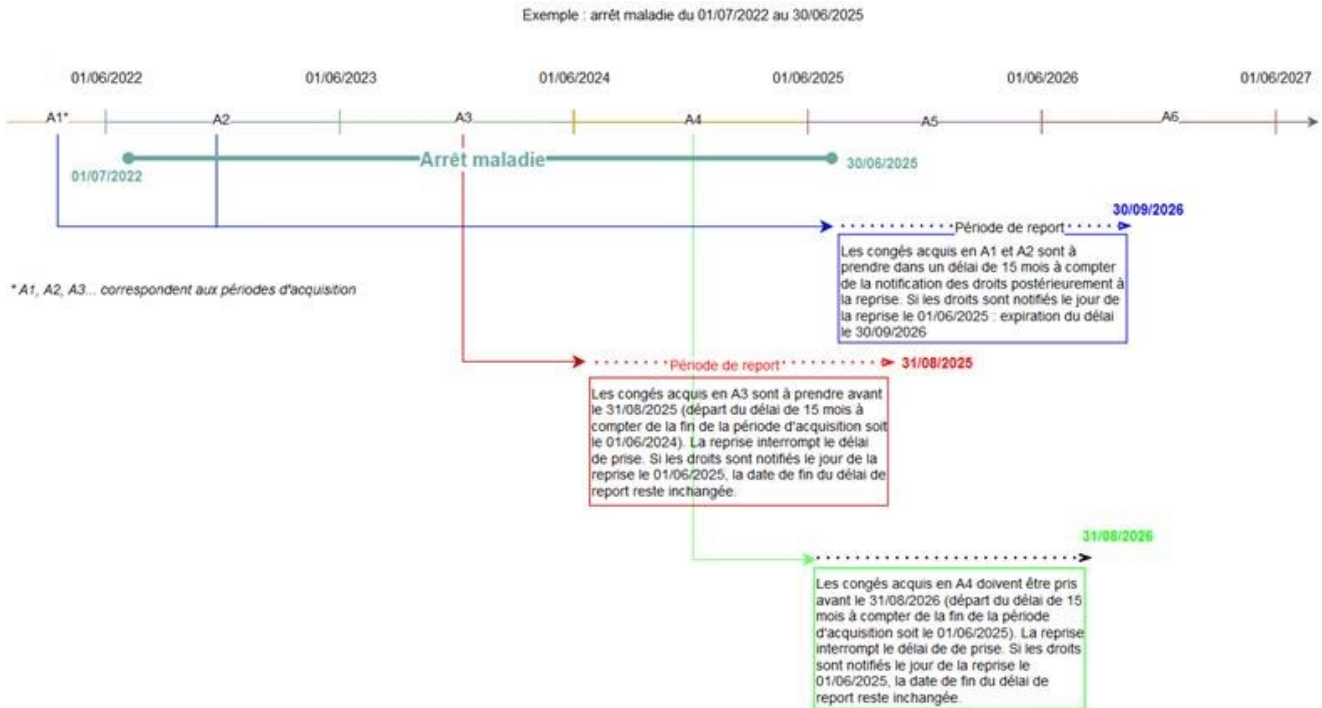 Exemple : arrêt maladie du 01/07/2022 au 30/06/2025
01/06/2022 01/06/2023 01/06/2024 01/06/2025 01/06/2026 01/06/2027
A1* A2 A3 A4 A5 A6
Arrêt maladie
01/07/2022
30/06/2025
30/09/2026
Période de report
Les congés acquis en A1 et A2 sont à
prendre dans un délai de 15 mois à compter
de la notification des droits postérieurement à
la reprise. Si les droits sont notifiés le jour de
la reprise le 01/06/2025 : expiration du délai
le 30/09/2026
* A1, A2, A3... correspondent aux périodes d'acquisition
Période de report
31/08/2025
Les congés acquis en A3 sont à prendre avant
le 31/08/2025 (départ du délai de 15 mois à
compter de la fin de la période d'acquisition soit
le 01/06/2024). La reprise interrompt le délai
de prise. Si les droits sont notifiés le jour de la
reprise le 01/06/2025, la date de fin du délai de
report reste inchangée.
31/08/2026
Les congés acquis en A4 doivent être pris
avant le 31/08/2026 (départ du délai de 15
mois à compter de la fin de la période
d'acquisition soit le 01/06/2025). La reprise
interrompt le délai de de prise. Si les droits
sont notifiés le jour de la reprise le
01/06/2025, la date de fin du délai de
report reste inchangée.